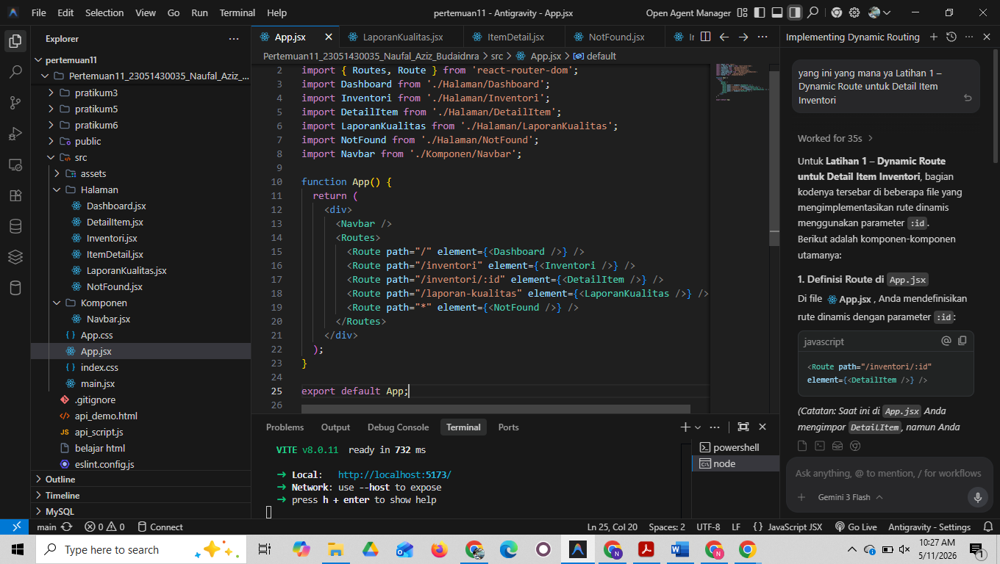 File Edit Selection View Go Run Terminal Help
pertemuan11 - Antigravity - App.jsx
Open Agent Manager
Explorer
pertemuan11
Pertemuan11_23051430035_Naufal_Aziz_...
pratikum3
pratikum5
pratikum6
public
src
assets
Halaman
Dashboard.jsx
DetailItem.jsx
Inventori.jsx
ItemDetail.jsx
LaporanKualitas.jsx
NotFound.jsx
Komponen
Navbar.jsx
App.css
App.jsx
index.css
main.jsx
.gitignore
api_demo.html
api_script.js
belajar html
eslint.config.js
Outline
Timeline
MySQL
App.jsx LaporanKualitas.jsx ItemDetail.jsx NotFound.jsx
Pertemuan11_23051430035_Naufal_Aziz_Budaidnra > src > App.jsx > default
2 import { Routes, Route } from 'react-router-dom';
3 import Dashboard from './Halaman/Dashboard';
4 import Inventori from './Halaman/Inventori';
5 import DetailItem from './Halaman/DetailItem';
6 import LaporanKualitas from './Halaman/LaporanKualitas';
7 import NotFound from './Halaman/NotFound';
8 import Navbar from './Komponen/Navbar';
9
10 function App() {
11 return (
12 <div>
13 <Navbar />
14 <Routes>
15 <Route path="/" element={<Dashboard />} />
16 <Route path="/inventori" element={<Inventori />} />
17 <Route path="/inventori/:id" element={<DetailItem />} />
18 <Route path="/laporan-kualitas" element={<LaporanKualitas />} />
19 <Route path="*" element={<NotFound />} />
20 </Routes>
21 </div>
22 );
23 }
24
25 export default App;
26
Problems Output Debug Console Terminal Ports
VITE v8.0.11 ready in 732 ms
➜ Local: http://localhost:5173/
➜ Network: use --host to expose
➜ press h + enter to show help
powershell
node
Implementing Dynamic Routing
yang ini yang mana ya Latihan 1 –
Dynamic Route untuk Detail Item
Inventori
Worked for 35s >
Untuk Latihan 1 – Dynamic Route
untuk Detail Item Inventori, bagian
kodenya tersebar di beberapa file yang
mengimplementasikan rute dinamis
menggunakan parameter :id.
Berikut adalah komponen-komponen
utamanya:
1. Definisi Route di App.jsx
Di file App.jsx , Anda mendefinisikan
rute dinamis dengan parameter :id:
javascript
<Route path="/inventori/:id"
element={<DetailItem />} />
(Catatan: Saat ini di App.jsx Anda
mengimpor DetailItem, namun Anda
Ask anything, @ to mention, / for workflows
Gemini 3 Flash
main 0 0 Connect
Ln 25, Col 20 Spaces: 2 UTF-8 LF {} JavaScript JSX Go Live Antigravity - Settings
Type here to search
10:27 AM
5/11/2026
1